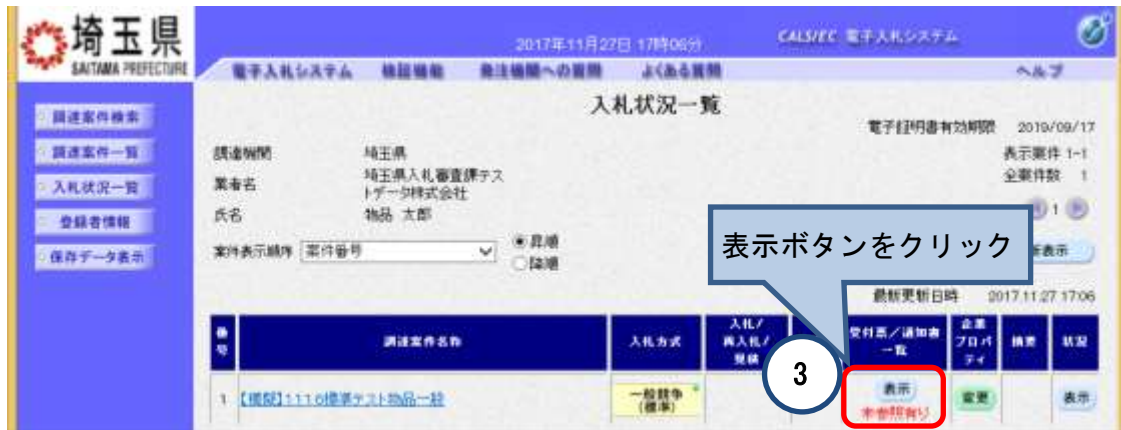 埼玉県
SAITAMA PREFECTURE
2017年11月27日 17時06分
CALS/EC 電子入札システム
電子入札システム 検証機能 発注機関への質問 よくある質問 ヘルプ
調達案件検索
調達案件一覧
入札状況一覧
登録者情報
保存データ表示
入札状況一覧
電子証明書有効期限 2019/09/17
調達機関 埼玉県
表示案件 1-1
業者名 埼玉県入札審査課テス
トデータ株式会社
全案件数 1
氏名 物品 太郎
1
案件表示順序 案件番号
昇順
降順
表示
表示ボタンをクリック
最新更新日時 2017.11.27 17:06
番
号
調達案件名称
入札方式
入札/
再入札/
見積
受付票/通知書
一覧
企業
プロパ
ティ
摘要
状況
3
1 【模擬】111.0標準テスト物品一般
一般競争
(標準)
表示
未参照有り
変更
表示